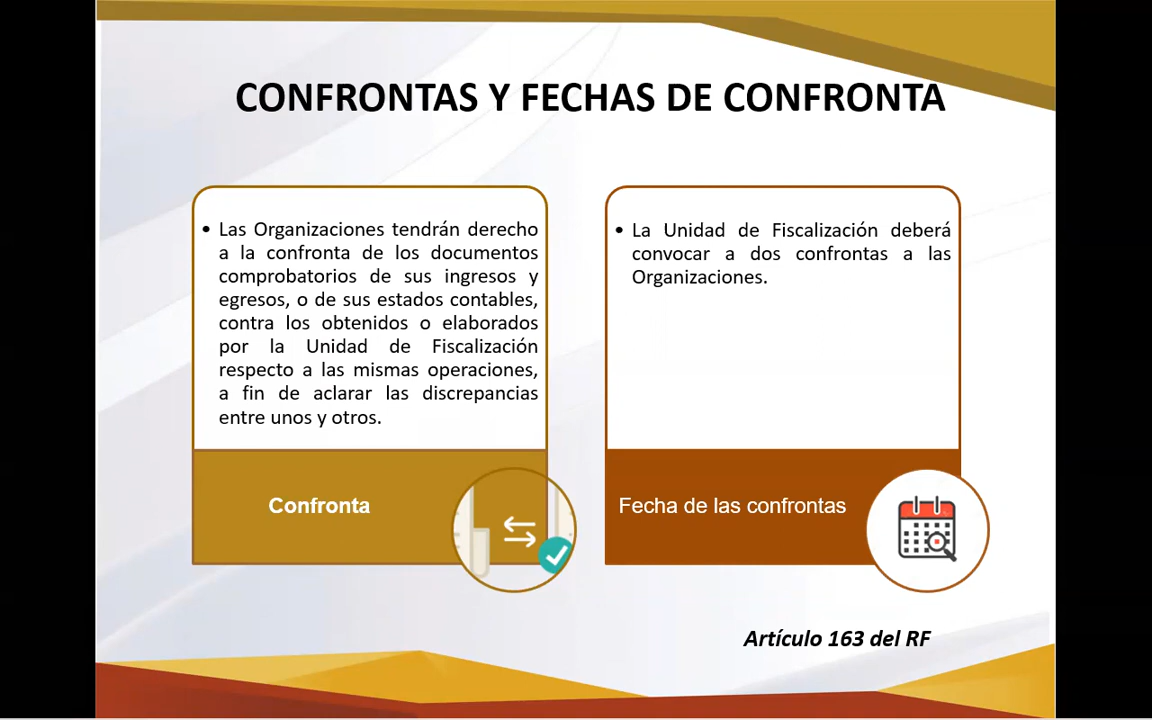 CONFRONTAS Y FECHAS DE CONFRONTA
• Las Organizaciones tendrán derecho
a la confronta de los documentos
comprobatorios de sus ingresos y
egresos, o de sus estados contables,
contra los obtenidos o elaborados
por la Unidad de Fiscalización
respecto a las mismas operaciones,
a fin de aclarar las discrepancias
entre unos y otros.
Confronta
• La Unidad de Fiscalización deberá
convocar a dos confrontas a las
Organizaciones.
Fecha de las confrontas
Artículo 163 del RF